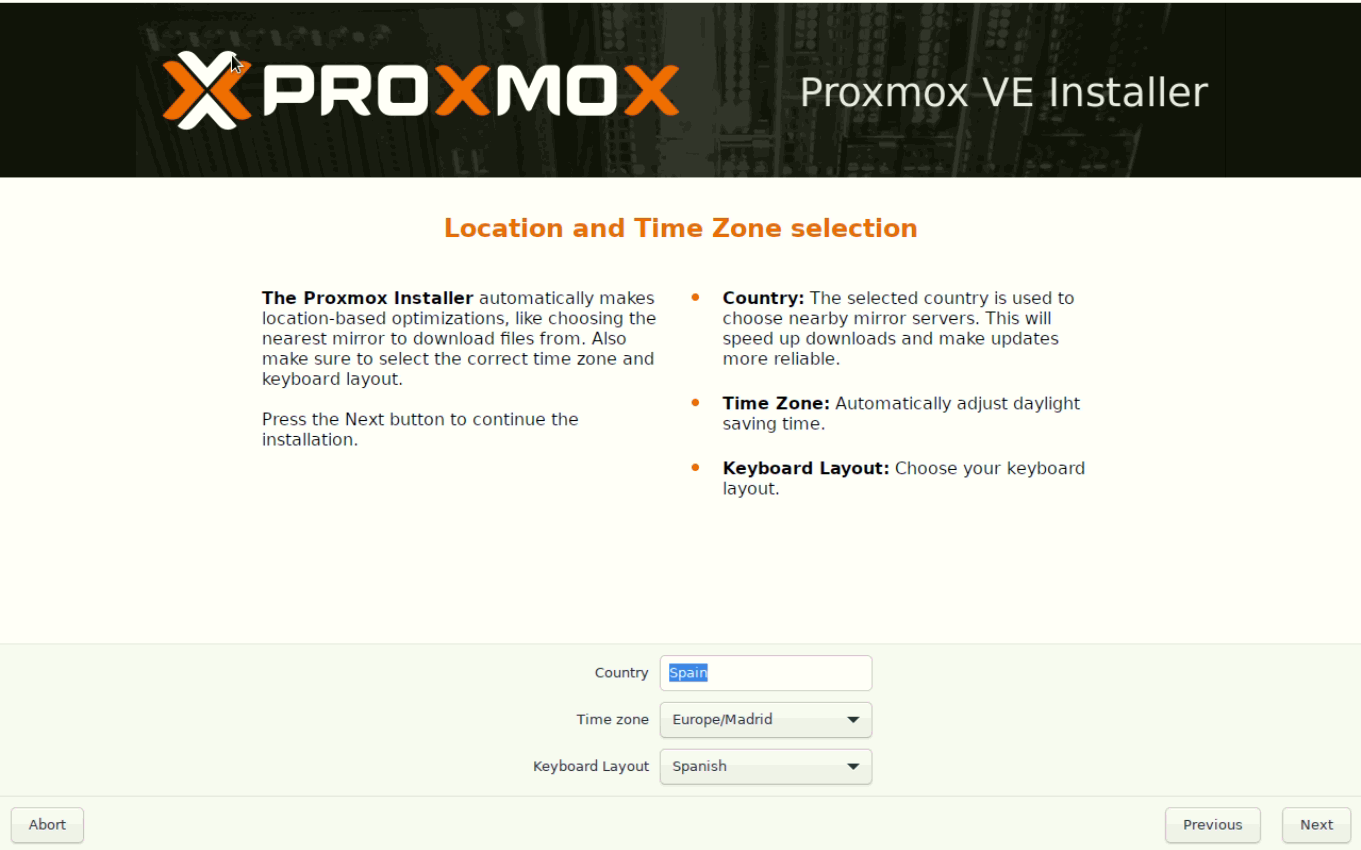 PROXMOX
Proxmox VE Installer
Location and Time Zone selection
The Proxmox Installer automatically makes
location-based optimizations, like choosing the
nearest mirror to download files from. Also
make sure to select the correct time zone and
keyboard layout.
Press the Next button to continue the
installation.
Country: The selected country is used to
choose nearby mirror servers. This will
speed up downloads and make updates
more reliable.
Time Zone: Automatically adjust daylight
saving time.
Keyboard Layout: Choose your keyboard
layout.
Country Spain
Time zone Europe/Madrid
Keyboard Layout Spanish
Abort Previous Next